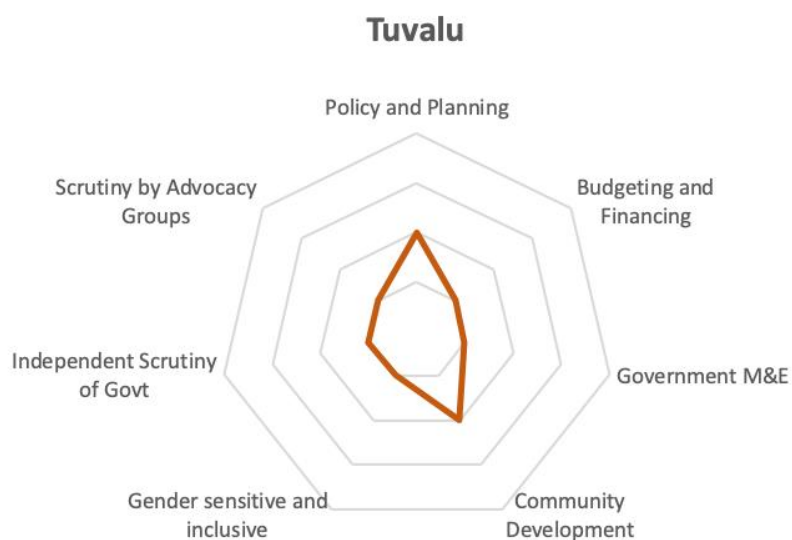 Tuvalu
Policy and Planning
Scrutiny by Advocacy
Groups
Budgeting and
Financing
Independent Scrutiny
of Govt
Government M&E
Gender sensitive and
inclusive
Community
Development